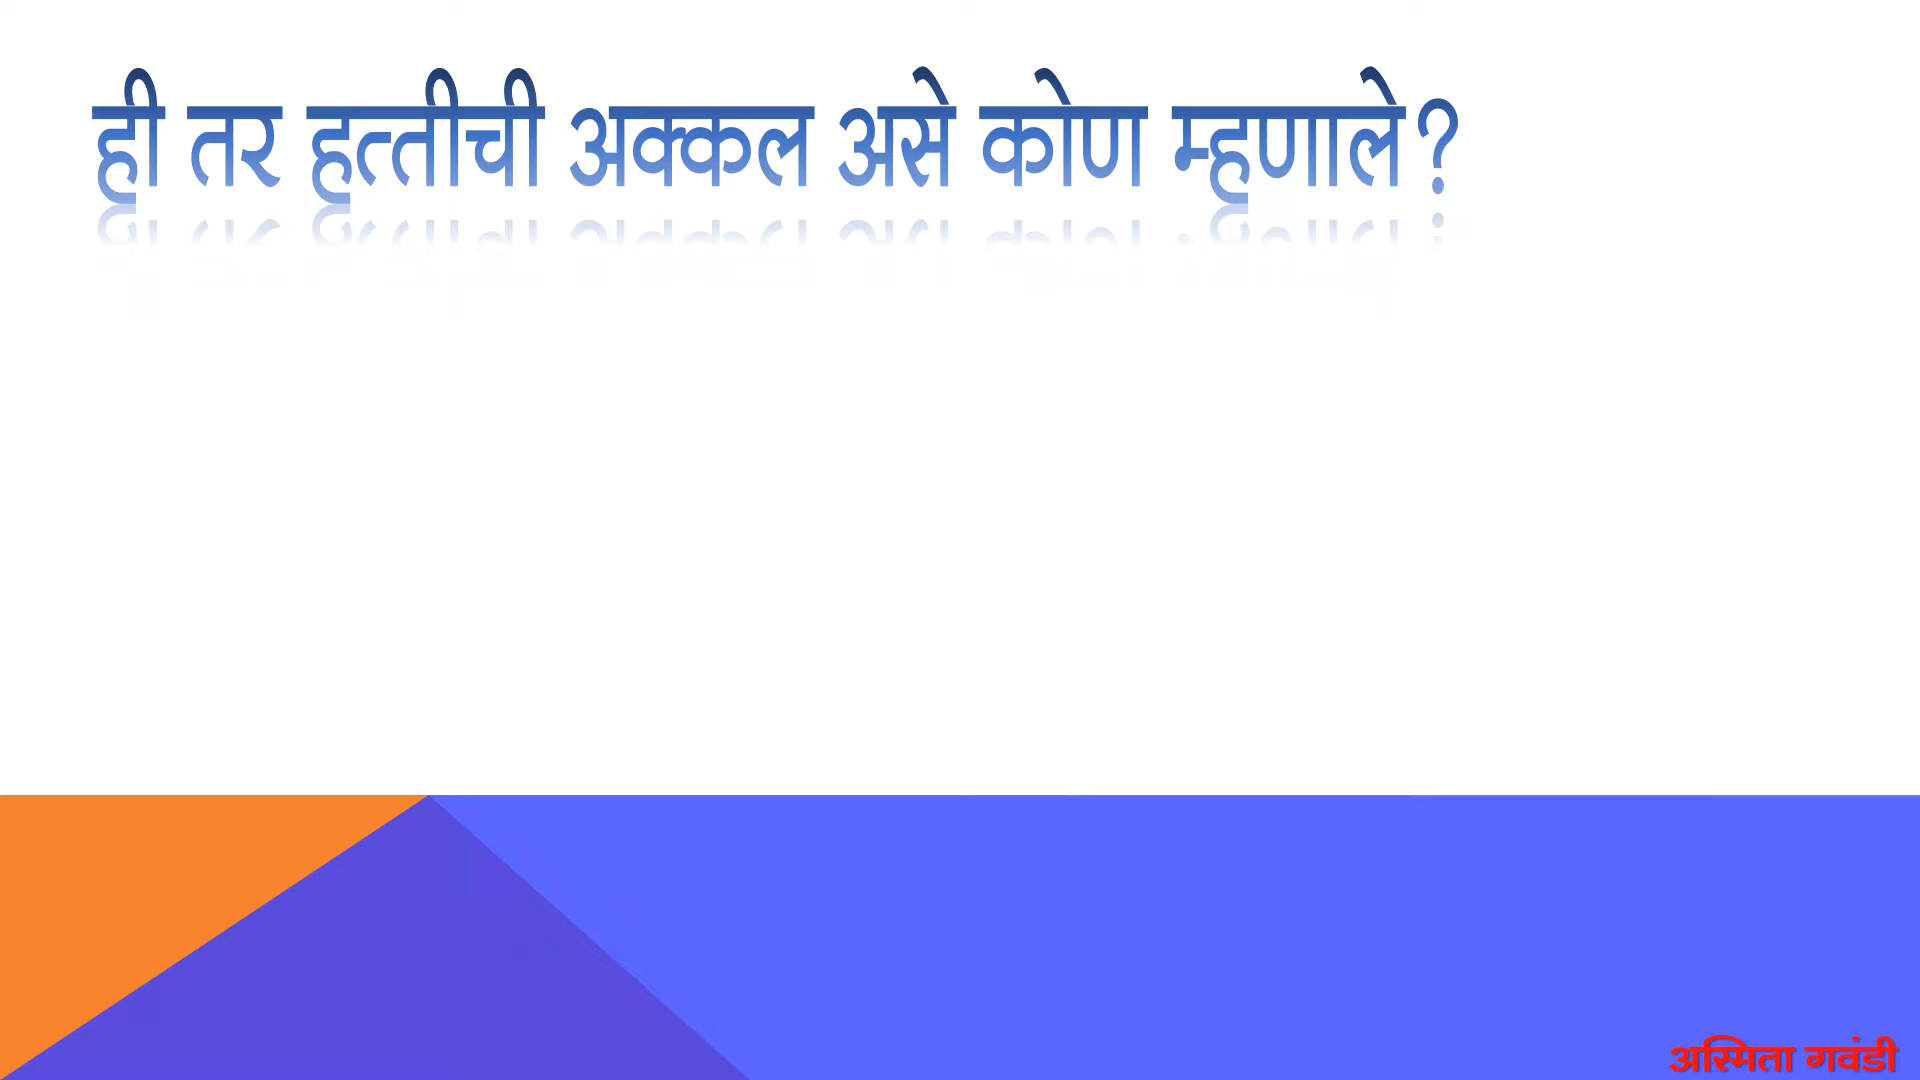 ही तर हत्तीची अक्कल असे कोण म्हणाले?
अस्मिता गवंडी